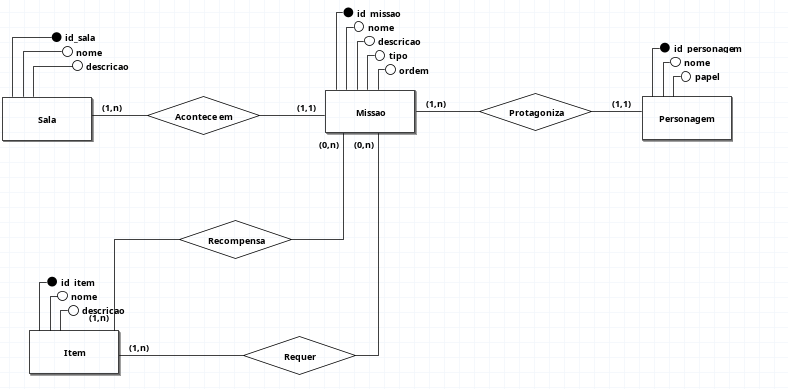 id_missao
nome
descricao
tipo
ordem
id_sala
nome
descricao
id_personagem
nome
papel
Sala
(1,n)
Acontece em
(1,1)
Missao
(1,n)
Protagoniza
(1,1)
Personagem
(0,n)
(0,n)
Recompensa
id_item
nome
descricao
(1,n)
Item
(1,n)
Requer